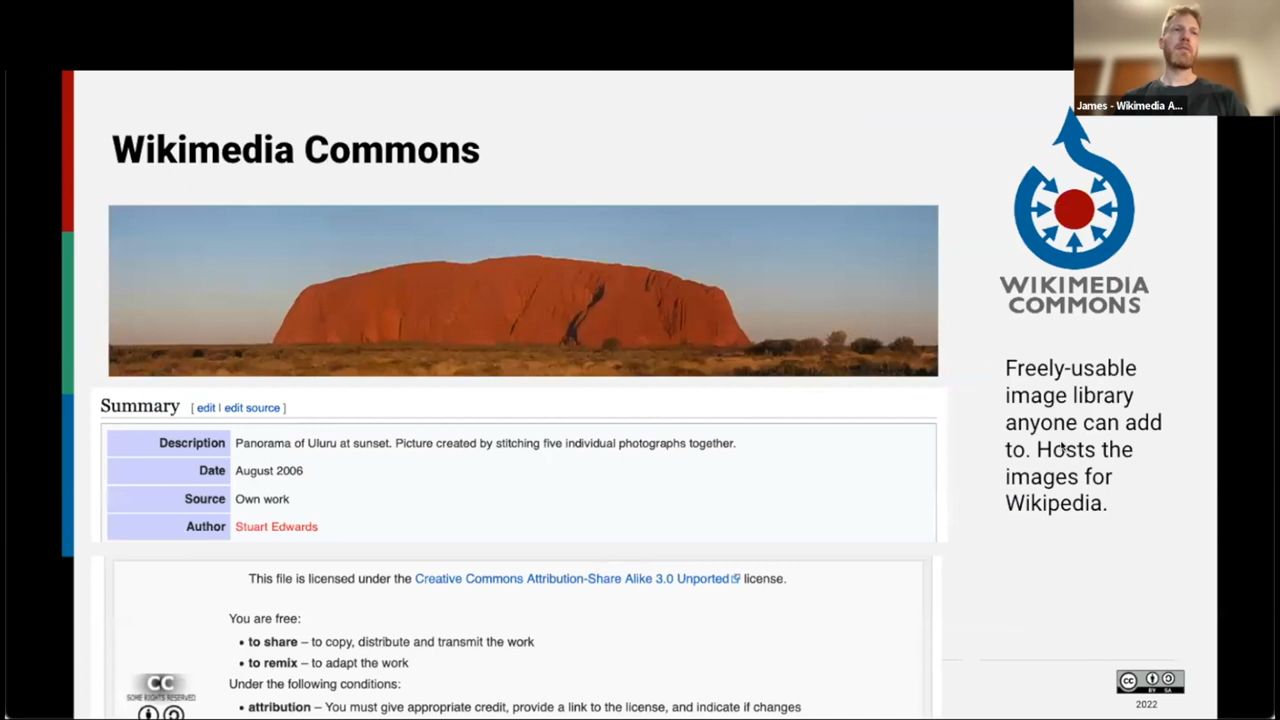 James - Wikimedia A...
Wikimedia Commons
WIKIMEDIA
COMMONS
Freely-usable
image library
anyone can add
to. Hosts the
images for
Wikipedia.
Summary [ edit | edit source ]
Description Panorama of Uluru at sunset. Picture created by stitching five individual photographs together.
Date August 2006
Source Own work
Author Stuart Edwards
This file is licensed under the Creative Commons Attribution-Share Alike 3.0 Unported license.
You are free:
• to share – to copy, distribute and transmit the work
• to remix – to adapt the work
Under the following conditions:
• attribution – You must give appropriate credit, provide a link to the license, and indicate if changes
CC
SOME RIGHTS RESERVED
CC BY SA
2022